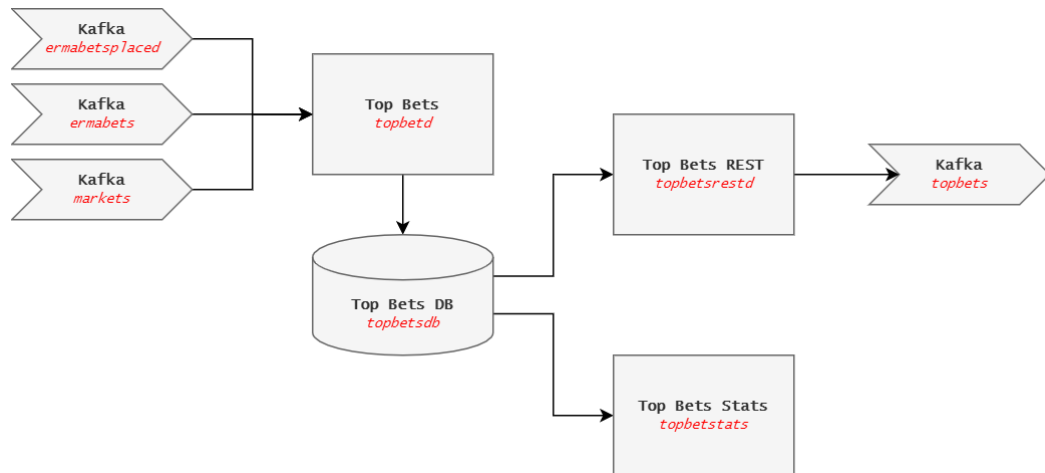 Kafka
ermabetsplaced
Kafka
ermabets
Kafka
markets
Top Bets
topbetd
Top Bets DB
topbetsdb
Top Bets REST
topbetsrestd
Kafka
topbets
Top Bets Stats
topbetstats